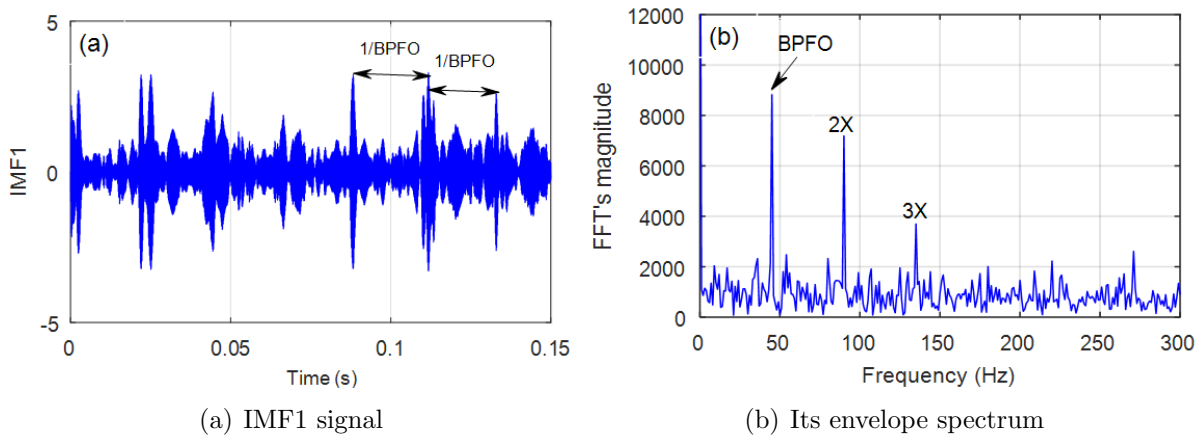 (a)
1/BPFO
1/BPFO
5
0
-5
IMF1
0
0.05
0.1
0.15
Time (s)
(a) IMF1 signal
(b)
BPFO
2X
3X
12000
10000
8000
6000
4000
2000
0
FFT's magnitude
0
50
100
150
200
250
300
Frequency (Hz)
(b) Its envelope spectrum